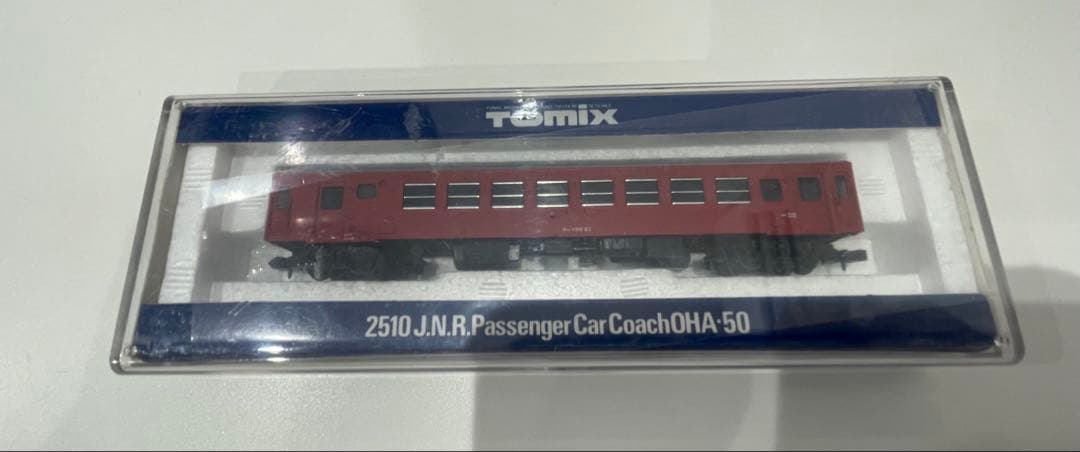 TOMIX
2510 J.N.R. Passenger Car Coach OHA·50